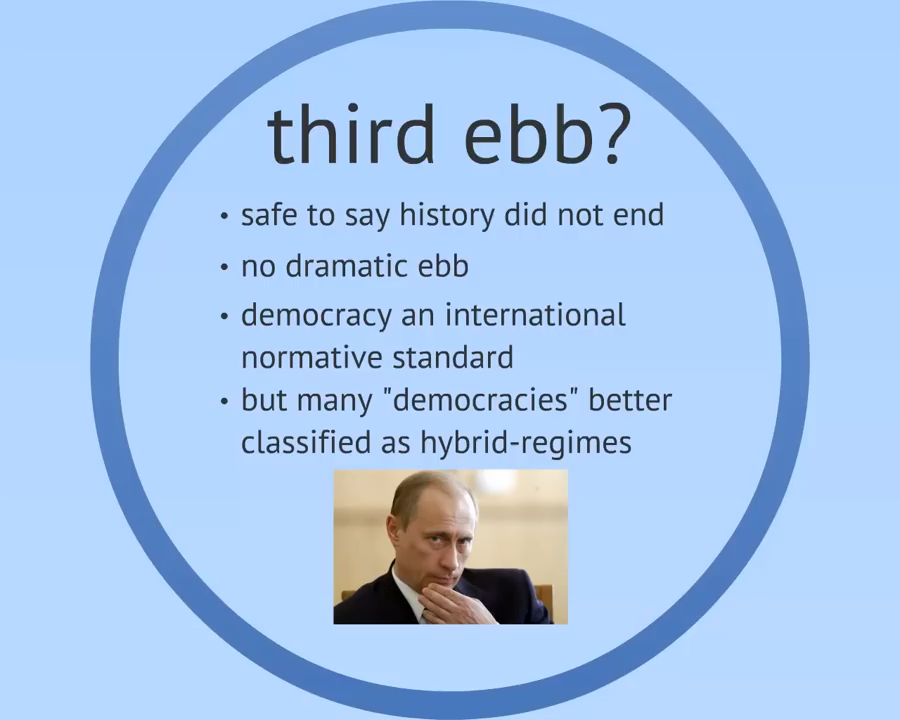 third ebb?
• safe to say history did not end
• no dramatic ebb
• democracy an international
normative standard
• but many "democracies" better
classified as hybrid-regimes